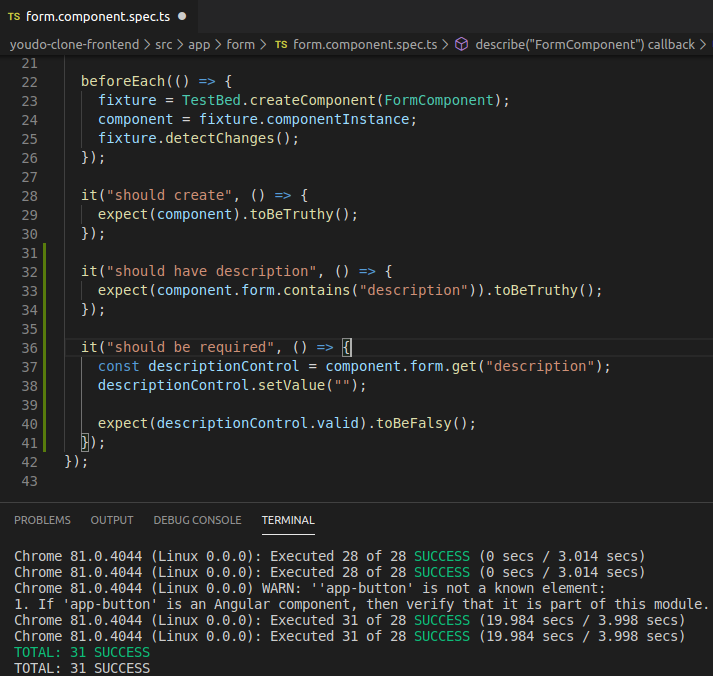 TS form.component.spec.ts ●
youdo-clone-frontend > src > app > form > TS form.component.spec.ts > describe("FormComponent") callback >
21
22 beforeEach(() => {
23 fixture = TestBed.createComponent(FormComponent);
24 component = fixture.componentInstance;
25 fixture.detectChanges();
26 });
27
28 it("should create", () => {
29 expect(component).toBeTruthy();
30 });
31
32 it("should have description", () => {
33 expect(component.form.contains("description")).toBeTruthy();
34 });
35
36 it("should be required", () => {
37 const descriptionControl = component.form.get("description");
38 descriptionControl.setValue("");
39
40 expect(descriptionControl.valid).toBeFalsy();
41 });
42 });
43
PROBLEMS OUTPUT DEBUG CONSOLE TERMINAL
Chrome 81.0.4044 (Linux 0.0.0): Executed 28 of 28 SUCCESS (0 secs / 3.014 secs)
Chrome 81.0.4044 (Linux 0.0.0): Executed 28 of 28 SUCCESS (0 secs / 3.014 secs)
Chrome 81.0.4044 (Linux 0.0.0) WARN: ''app-button' is not a known element:
1. If 'app-button' is an Angular component, then verify that it is part of this module.
Chrome 81.0.4044 (Linux 0.0.0): Executed 31 of 28 SUCCESS (19.984 secs / 3.998 secs)
Chrome 81.0.4044 (Linux 0.0.0): Executed 31 of 28 SUCCESS (19.984 secs / 3.998 secs)
TOTAL: 31 SUCCESS
TOTAL: 31 SUCCESS